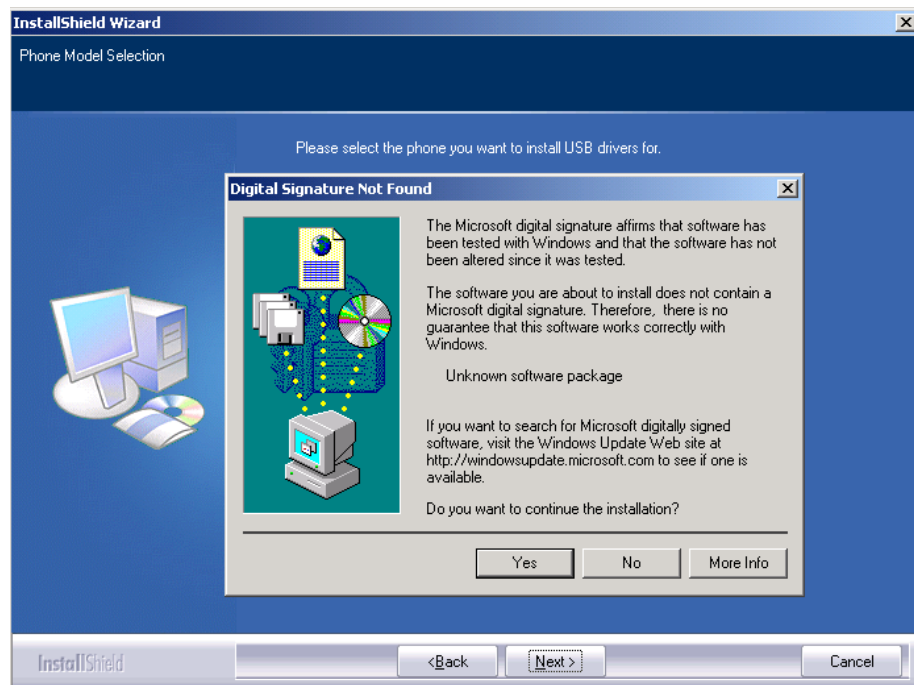 InstallShield Wizard
Phone Model Selection
Please select the phone you want to install USB drivers for.
Digital Signature Not Found
The Microsoft digital signature affirms that software has
been tested with Windows and that the software has not
been altered since it was tested.
The software you are about to install does not contain a
Microsoft digital signature. Therefore, there is no
guarantee that this software works correctly with
Windows.
Unknown software package
If you want to search for Microsoft digitally signed
software, visit the Windows Update Web site at
http://windowsupdate.microsoft.com to see if one is
available.
Do you want to continue the installation?
Yes No More Info
InstallShield <Back Next > Cancel